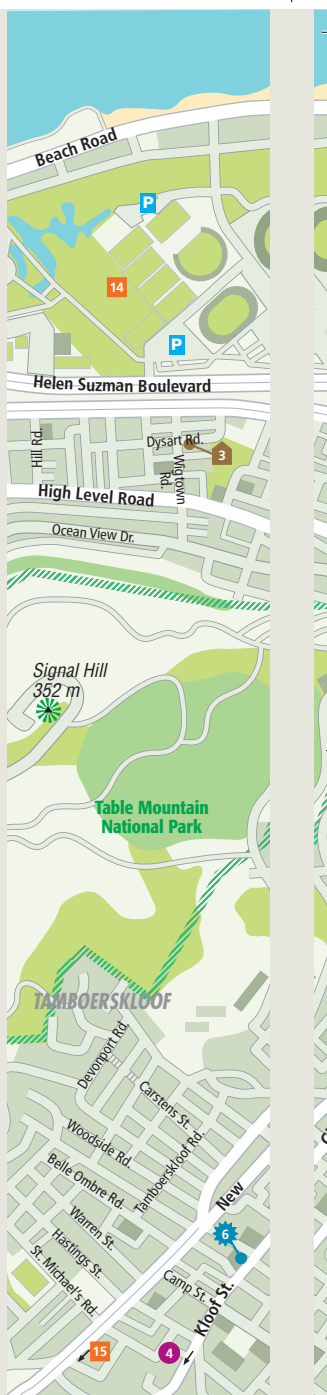 Beach Road
P
14
P
Helen Suzman Boulevard
Dysart Rd.
3
Hill Rd.
Wigtown
Rd.
High Level Road
Ocean View Dr.
Signal Hill
352 m
Table Mountain
National Park
TAMBOERSKLOOF
Devonport Rd.
Carstens St.
Woodside Rd.
Tamboerskloof Rd.
Belle Ombre Rd.
New
Warren St.
6
Hastings St.
St. Michael's Rd.
Camp St.
Kloof St.
15
4